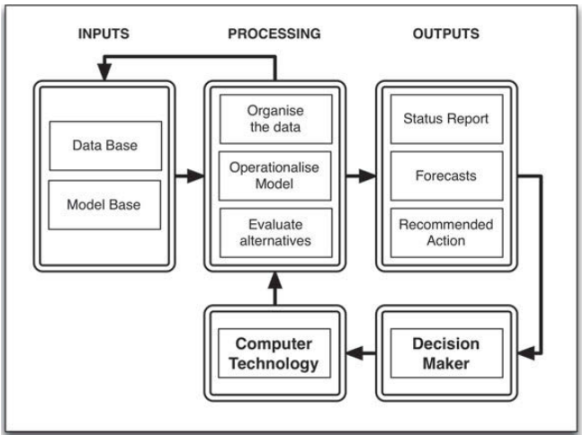 INPUTS
PROCESSING
OUTPUTS
Data Base
Model Base
Organise
the data
Operationalise
Model
Evaluate
alternatives
Status Report
Forecasts
Recommended
Action
Computer
Technology
Decision
Maker